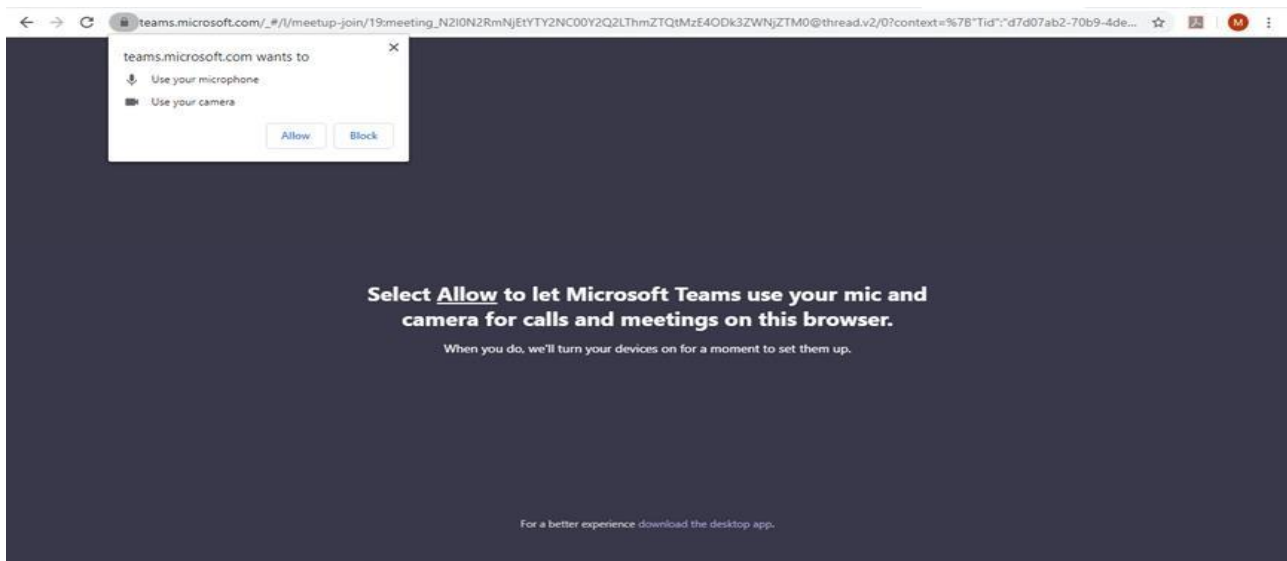 teams.microsoft.com/_#/l/meetup-join/19:meeting_N2I0N2RmNjEtYTY2NC00Y2Q2LThmZTQtMzE4ODk3ZWNjZTM0@thread.v2/0?context=%7B"Tid":"d7d07ab2-70b9-4de...
M
teams.microsoft.com wants to
Use your microphone
Use your camera
Allow Block
Select Allow to let Microsoft Teams use your mic and
camera for calls and meetings on this browser.
When you do, we'll turn your devices on for a moment to set them up.
For a better experience download the desktop app.